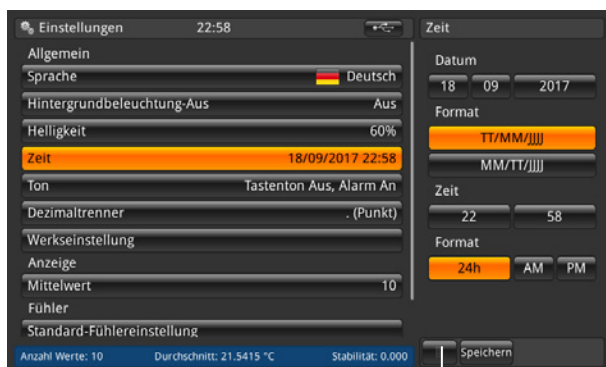 Einstellungen 22:58
Allgemein
Sprache Deutsch
Hintergrundbeleuchtung-Aus Aus
Helligkeit 60%
Zeit 18/09/2017 22:58
Ton Tastenton Aus, Alarm An
Dezimaltrenner . (Punkt)
Werkseinstellung
Anzeige
Mittelwert 10
Fühler
Standard-Fühlereinstellung
Anzahl Werte: 10 Durchschnitt: 21.5415 °C Stabilität: 0.000
Zeit
Datum
18 09 2017
Format
TT/MM/JJJJ
MM/TT/JJJJ
Zeit
22 58
Format
24h AM PM
Speichern